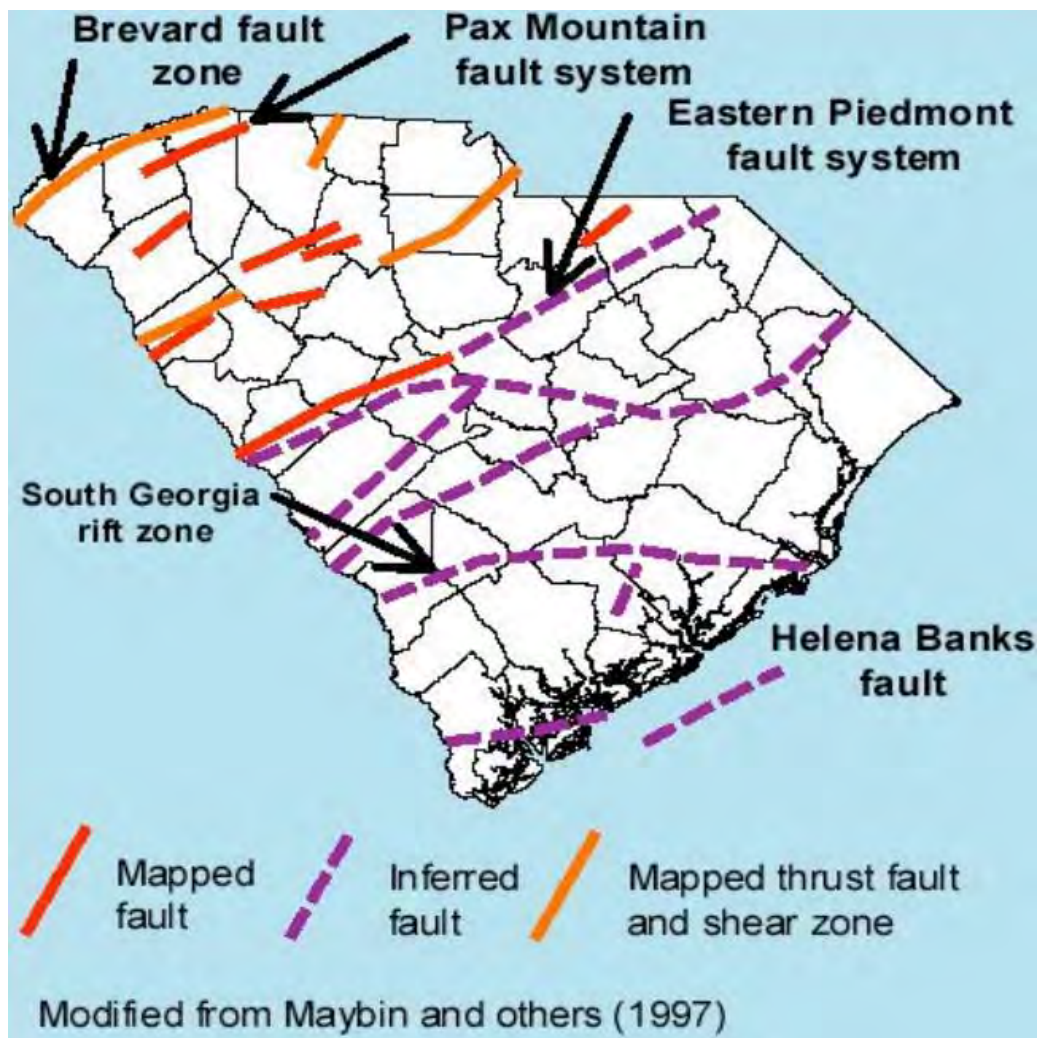 Brevard fault
zone
Pax Mountain
fault system
Eastern Piedmont
fault system
South Georgia
rift zone
Helena Banks
fault
Mapped
fault
Inferred
fault
Mapped thrust fault
and shear zone
Modified from Maybin and others (1997)